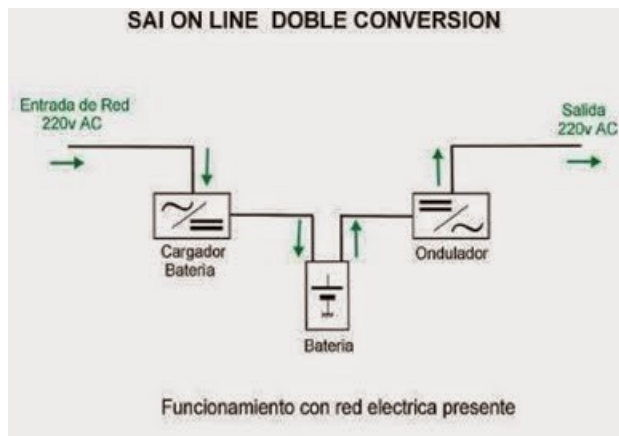 SAI ON LINE DOBLE CONVERSION
Entrada de Red
220v AC
Salida
220v AC
Cargador
Bateria
Ondulador
Bateria
Funcionamiento con red electrica presente